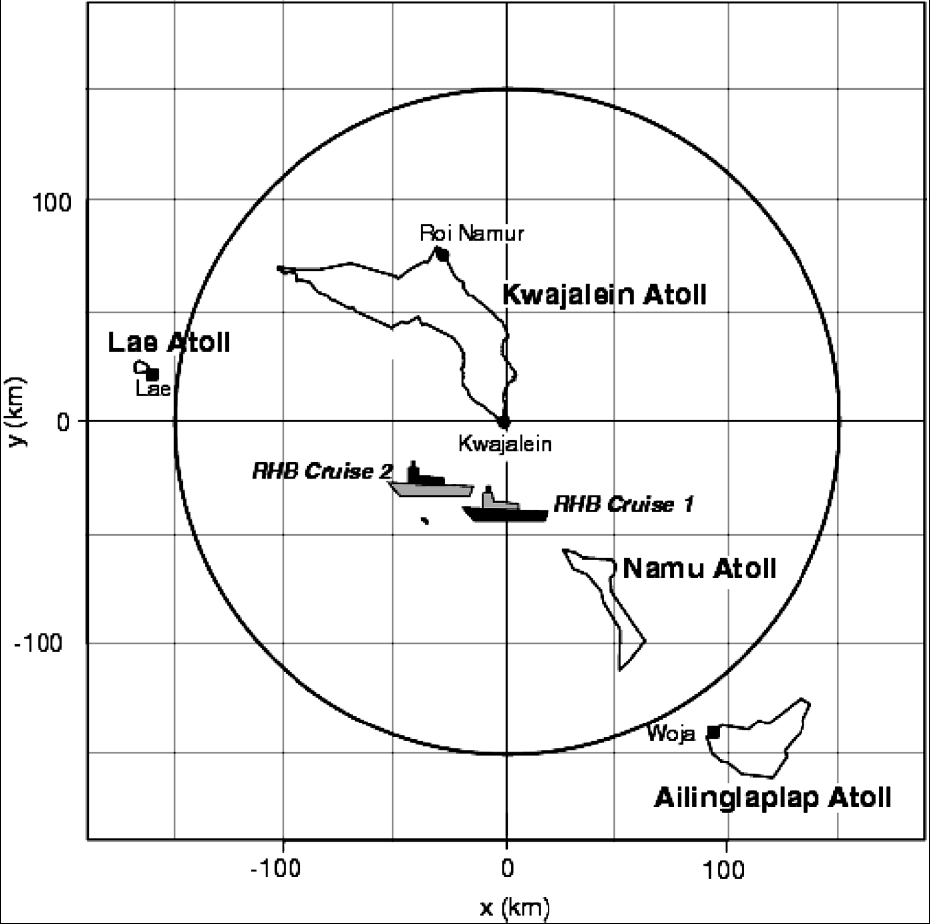 100
Roi Namur
Kwajalein Atoll
Lae Atoll
Lae
y (km)
0
Kwajalein
RHB Cruise 2
RHB Cruise 1
Namu Atoll
-100
Woja
Ailinglaplap Atoll
-100 0 100
x (km)